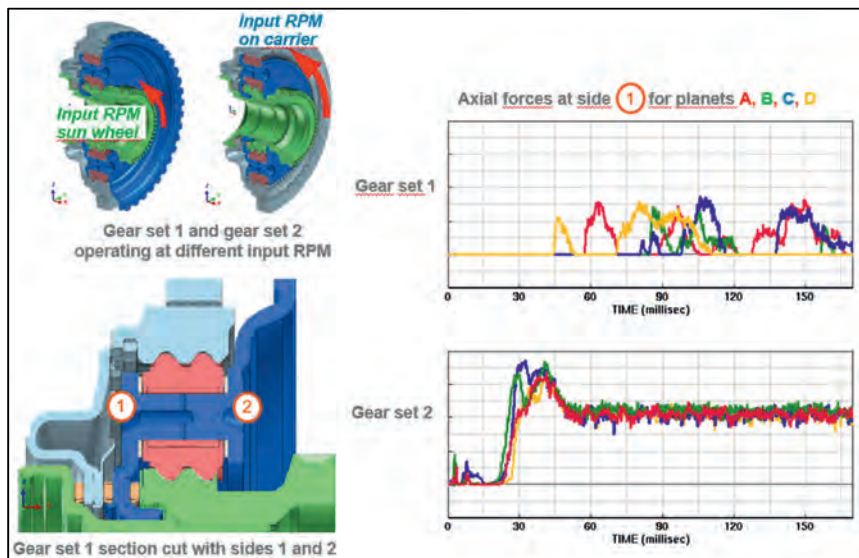 Input RPM
on carrier
Input RPM
sun wheel
Gear set 1 and gear set 2
operating at different input RPM
1
2
Gear set 1 section cut with sides 1 and 2
Axial forces at side 1 for planets A, B, C, D
Gear set 1
0 30 60 90 120 150
TIME (millisec)
Gear set 2
0 30 60 90 120 150
TIME (millisec)